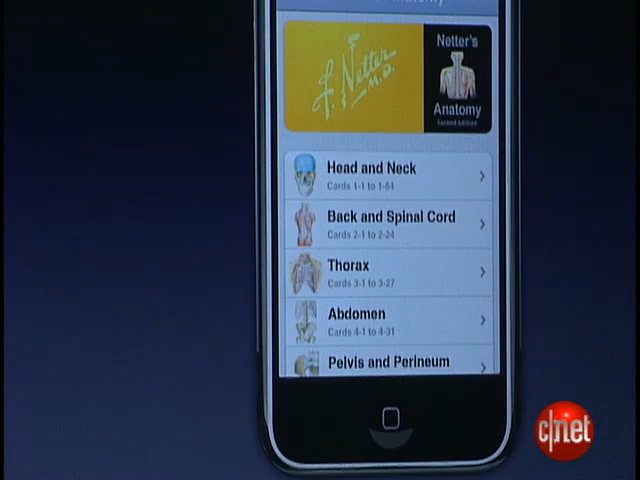 Anatomy
F. Netter
M.D.
Netter's
Anatomy
Second Edition
Head and Neck
Cards 1-1 to 1-84
Back and Spinal Cord
Cards 2-1 to 2-24
Thorax
Cards 3-1 to 3-27
Abdomen
Cards 4-1 to 4-31
Pelvis and Perineum
c|net